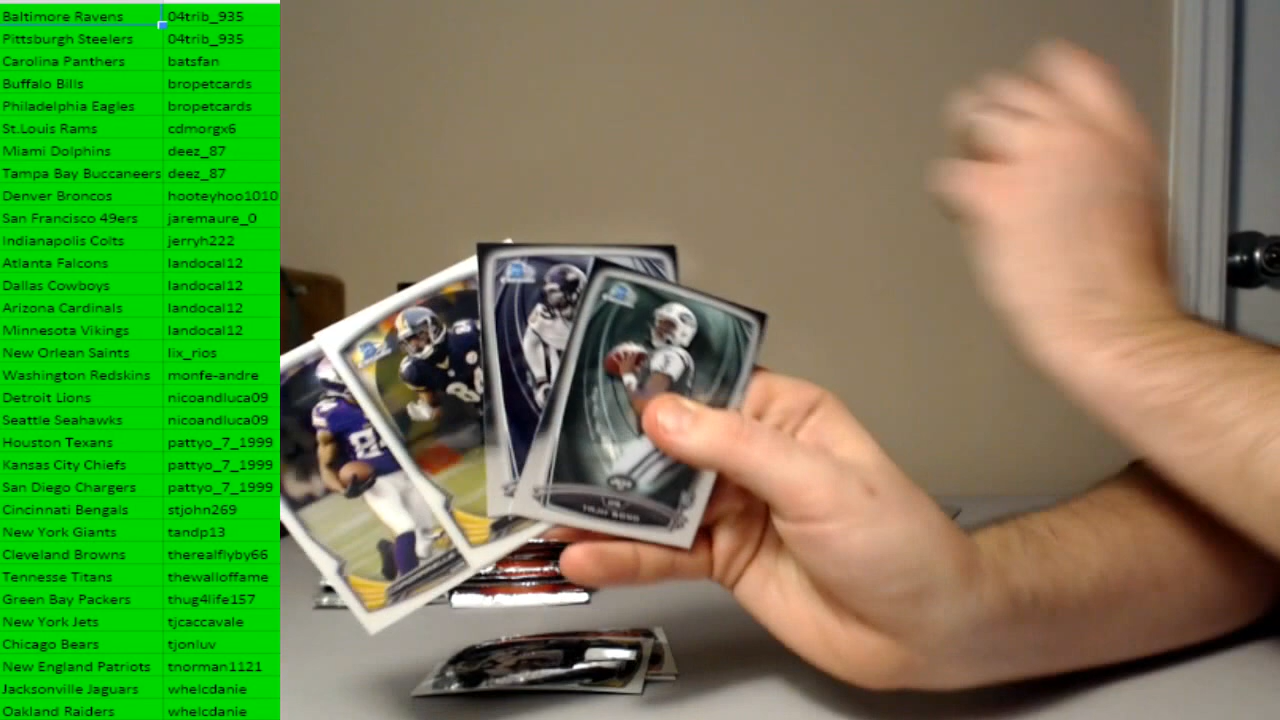 Baltimore Ravens 04trib_935
Pittsburgh Steelers 04trib_935
Carolina Panthers batsfan
Buffalo Bills bropetcards
Philadelphia Eagles bropetcards
St.Louis Rams cdmorgx6
Miami Dolphins deez_87
Tampa Bay Buccaneers deez_87
Denver Broncos hooteyhoo1010
San Francisco 49ers jaremaure_0
Indianapolis Colts jerryh222
Atlanta Falcons landocal12
Dallas Cowboys landocal12
Arizona Cardinals landocal12
Minnesota Vikings landocal12
New Orlean Saints lix_rios
Washington Redskins monfe-andre
Detroit Lions nicoandluca09
Seattle Seahawks nicoandluca09
Houston Texans pattyo_7_1999
Kansas City Chiefs pattyo_7_1999
San Diego Chargers pattyo_7_1999
Cincinnati Bengals stjohn269
New York Giants tandp13
Cleveland Browns therealflyby66
Tennesse Titans thewalloffame
Green Bay Packers thug4life157
New York Jets tjcaccavale
Chicago Bears tjonluv
New England Patriots tnorman1121
Jacksonville Jaguars whelcdanie
Oakland Raiders whelcdanie